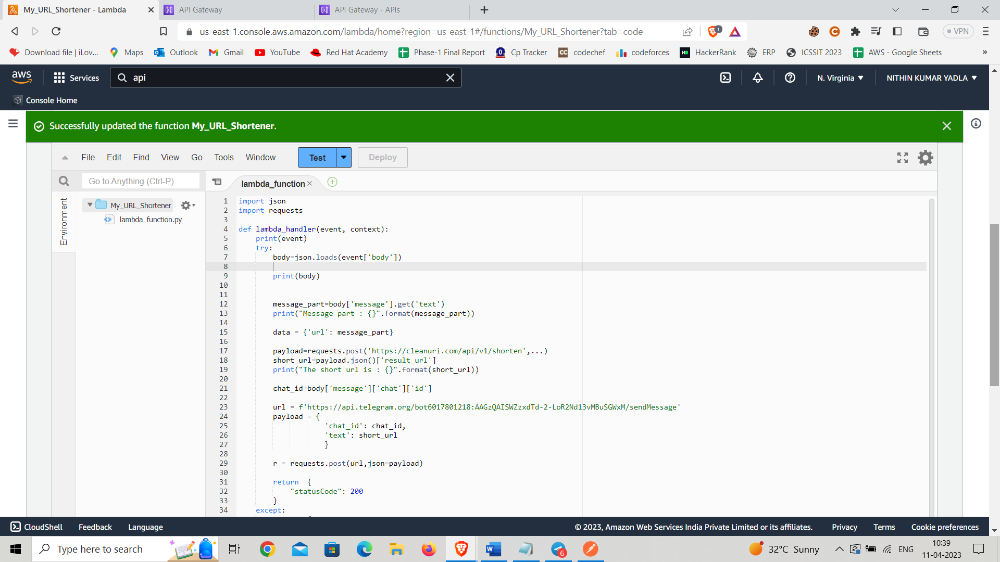 My_URL_Shortener - Lambda
API Gateway
API Gateway - APIs
us-east-1.console.aws.amazon.com/lambda/home?region=us-east-1#/functions/My_URL_Shortener?tab=code
1
VPN
Download file | iLov...
Maps
Outlook
Gmail
YouTube
Red Hat Academy
Phase-1 Final Report
Cp Tracker
codechef
codeforces
HackerRank
ERP
ICSSIT 2023
AWS - Google Sheets
»
aws
Services
api
N. Virginia
NITHIN KUMAR YADLA
Console Home
Successfully updated the function My_URL_Shortener.
File
Edit
Find
View
Go
Tools
Window
Test
Deploy
Go to Anything (Ctrl-P)
lambda_function
Environment
My_URL_Shortener
lambda_function.py
1 import json
2 import requests
3
4 def lambda_handler(event, context):
5 print(event)
6 try:
7 body=json.loads(event['body'])
8
9 print(body)
10
11
12 message_part=body['message'].get('text')
13 print("Message part : {}".format(message_part))
14
15 data = {'url': message_part}
16
17 payload=requests.post('https://cleanuri.com/api/v1/shorten',...)
18 short_url=payload.json()['result_url']
19 print("The short url is : {}".format(short_url))
20
21 chat_id=body['message']['chat']['id']
22
23 url = f'https://api.telegram.org/bot6017801218:AAGzQAISWZzxdTd-2-LoR2Nd13vMBuSGWxM/sendMessage'
24 payload = {
25 'chat_id': chat_id,
26 'text': short_url
27 }
28
29 r = requests.post(url,json=payload)
30
31 return {
32 "statusCode": 200
33 }
34 except:
CloudShell
Feedback
Language
© 2023, Amazon Web Services India Private Limited or its affiliates.
Privacy
Terms
Cookie preferences
Type here to search
6
32°C Sunny
ENG
10:39
11-04-2023